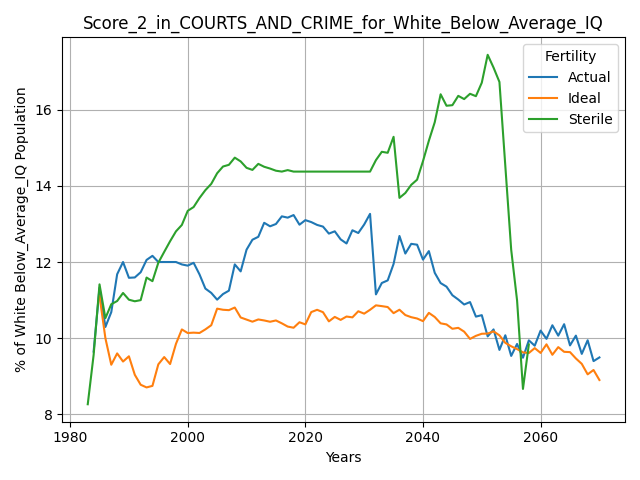 Score_2_in_COURTS_AND_CRIME_for_White_Below_Average_IQ
Fertility
Actual
Ideal
Sterile
% of White Below_Average_IQ Population
16
14
12
10
8
1980
2000
2020
2040
2060
Years